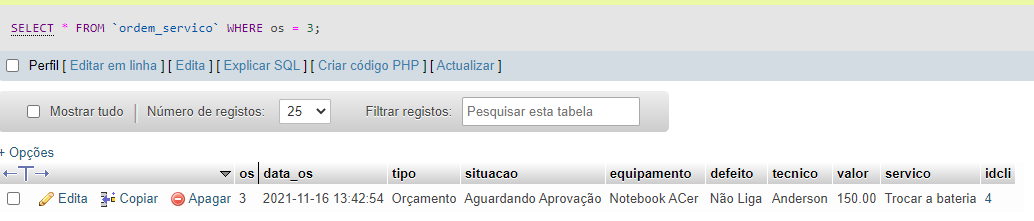 SELECT * FROM `ordem_servico` WHERE os = 3;
Perfil [ Editar em linha ] [ Edita ] [ Explicar SQL ] [ Criar código PHP ] [ Actualizar ]
Mostrar tudo | Número de registos: 25 Filtrar registos: Pesquisar esta tabela
+ Opções
←T→ os data_os tipo situacao equipamento defeito tecnico valor servico idcli
Edita Copiar Apagar 3 2021-11-16 13:42:54 Orçamento Aguardando Aprovação Notebook ACer Não Liga Anderson 150.00 Trocar a bateria 4